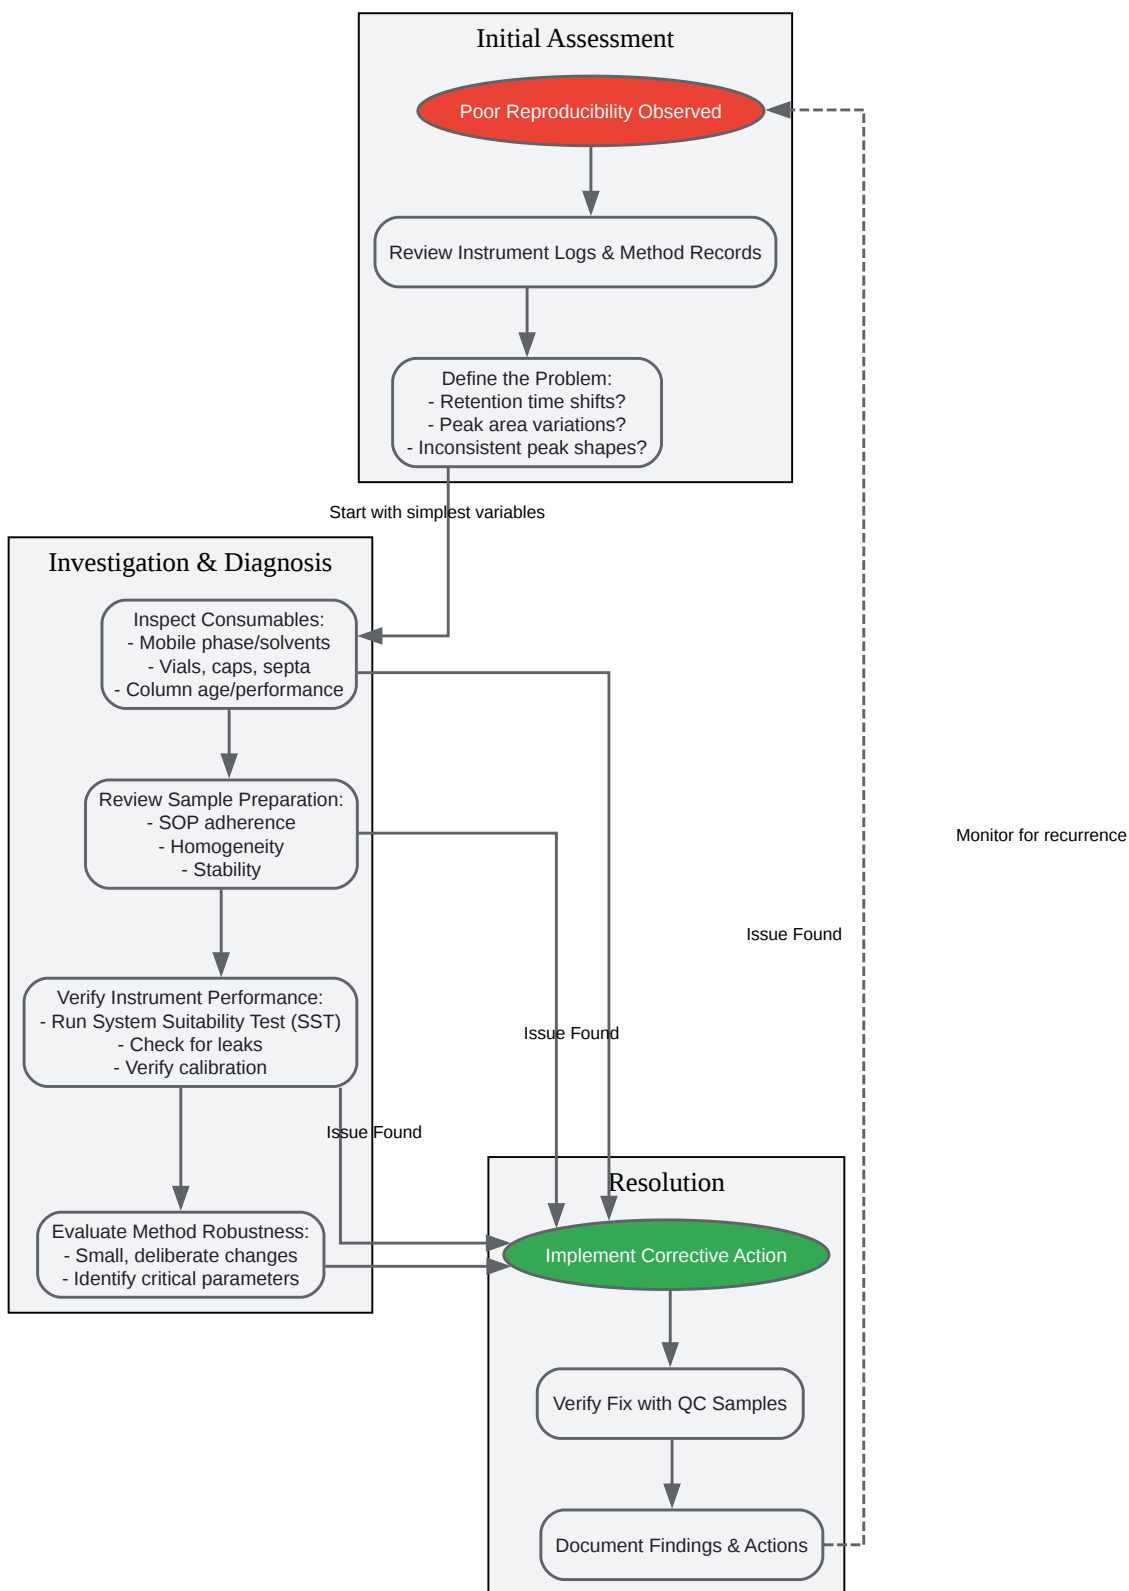 Initial Assessment
Poor Reproducibility Observed
Review Instrument Logs & Method Records
Define the Problem:
- Retention time shifts?
- Peak area variations?
- Inconsistent peak shapes?
Start with simplest variables
Investigation & Diagnosis
Inspect Consumables:
- Mobile phase/solvents
- Vials, caps, septa
- Column age/performance
Review Sample Preparation:
- SOP adherence
- Homogeneity
- Stability
Monitor for recurrence
Issue Found
Verify Instrument Performance:
- Run System Suitability Test (SST)
- Check for leaks
- Verify calibration
Issue Found
Issue Found
Evaluate Method Robustness:
- Small, deliberate changes
- Identify critical parameters
Resolution
Implement Corrective Action
Verify Fix with QC Samples
Document Findings & Actions